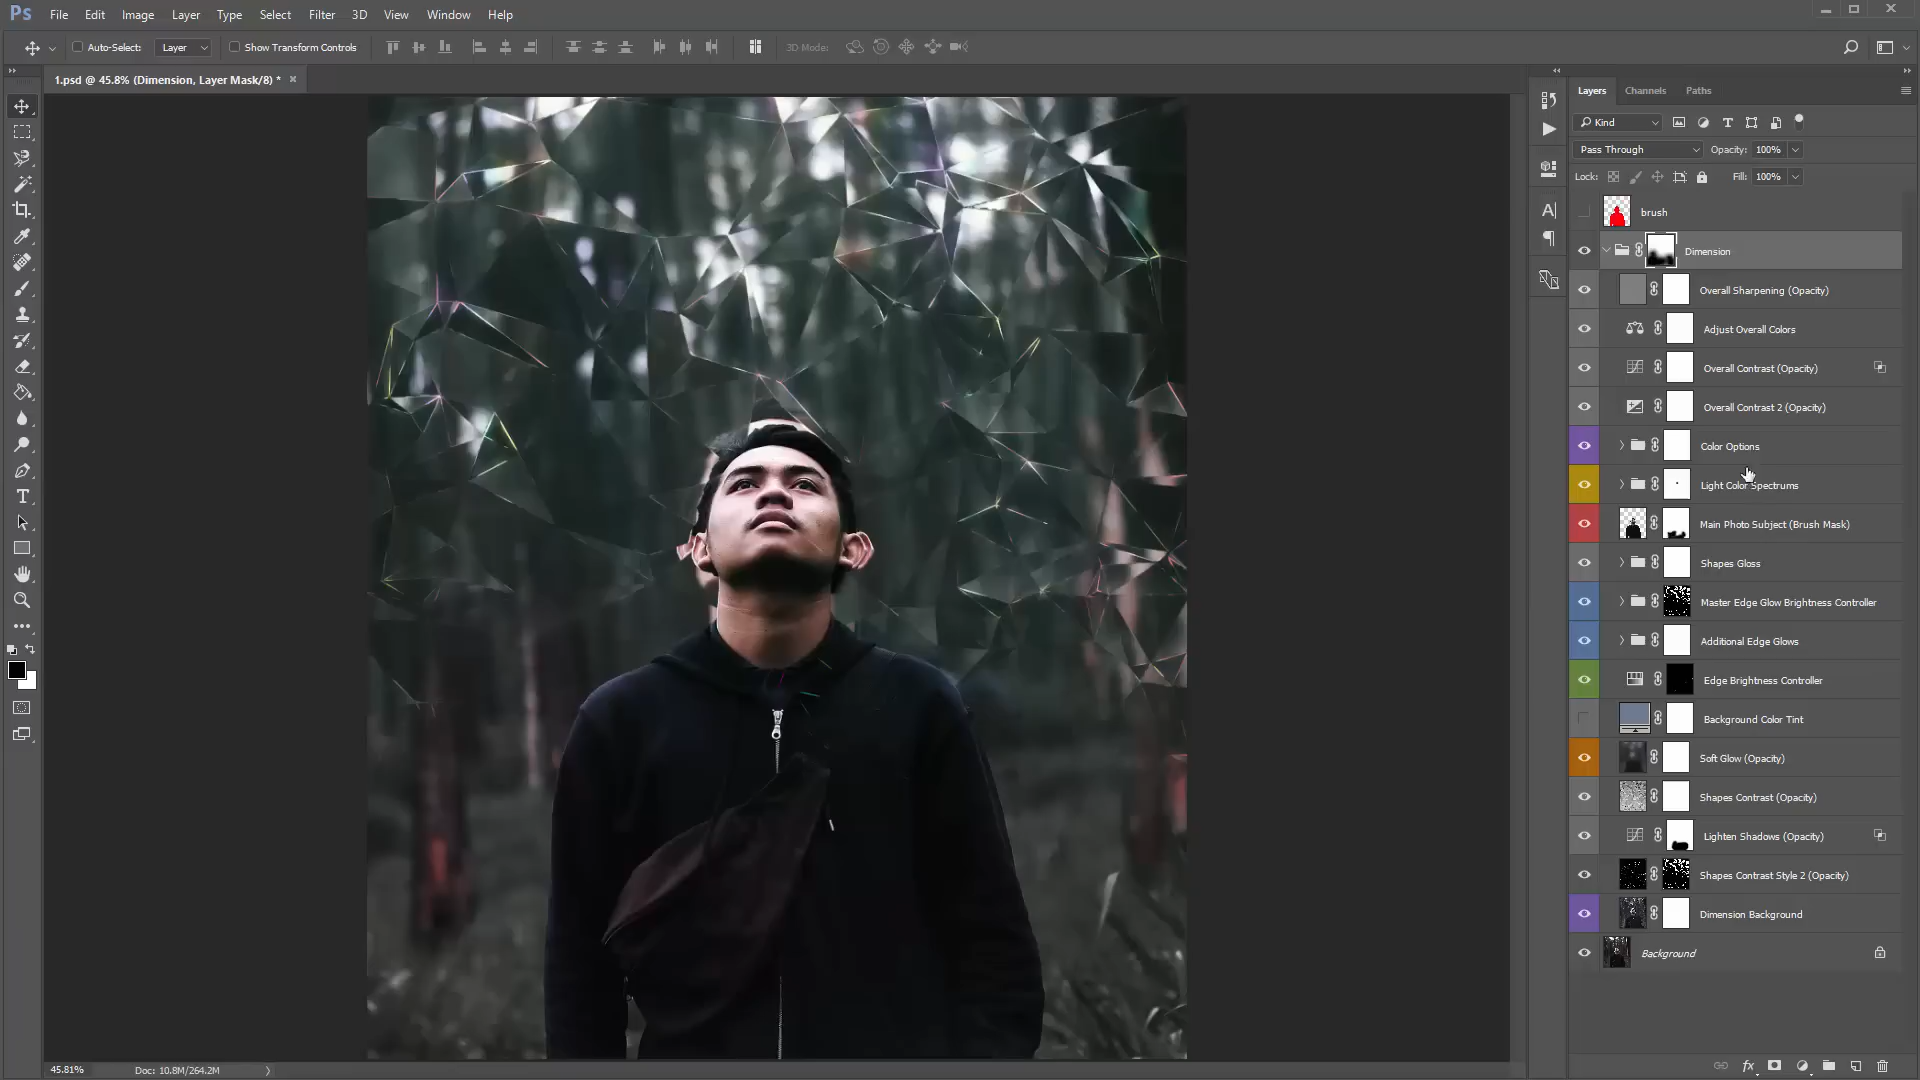 Ps File Edit Image Layer Type Select Filter 3D View Window Help
Auto-Select: Layer Show Transform Controls 3D Mode:
1.psd @ 45.8% (Dimension, Layer Mask/8) *
Layers Channels Paths
Kind
Pass Through Opacity: 100%
Lock: Fill: 100%
brush
Dimension
Overall Sharpening (Opacity)
Adjust Overall Colors
Overall Contrast (Opacity)
Overall Contrast 2 (Opacity)
Color Options
Light Color Spectrums
Main Photo Subject (Brush Mask)
Shapes Gloss
Master Edge Glow Brightness Controller
Additional Edge Glows
Edge Brightness Controller
Background Color Tint
Soft Glow (Opacity)
Shapes Contrast (Opacity)
Lighten Shadows (Opacity)
Shapes Contrast Style 2 (Opacity)
Dimension Background
Background
45.81% Doc: 10.8M/264.2M